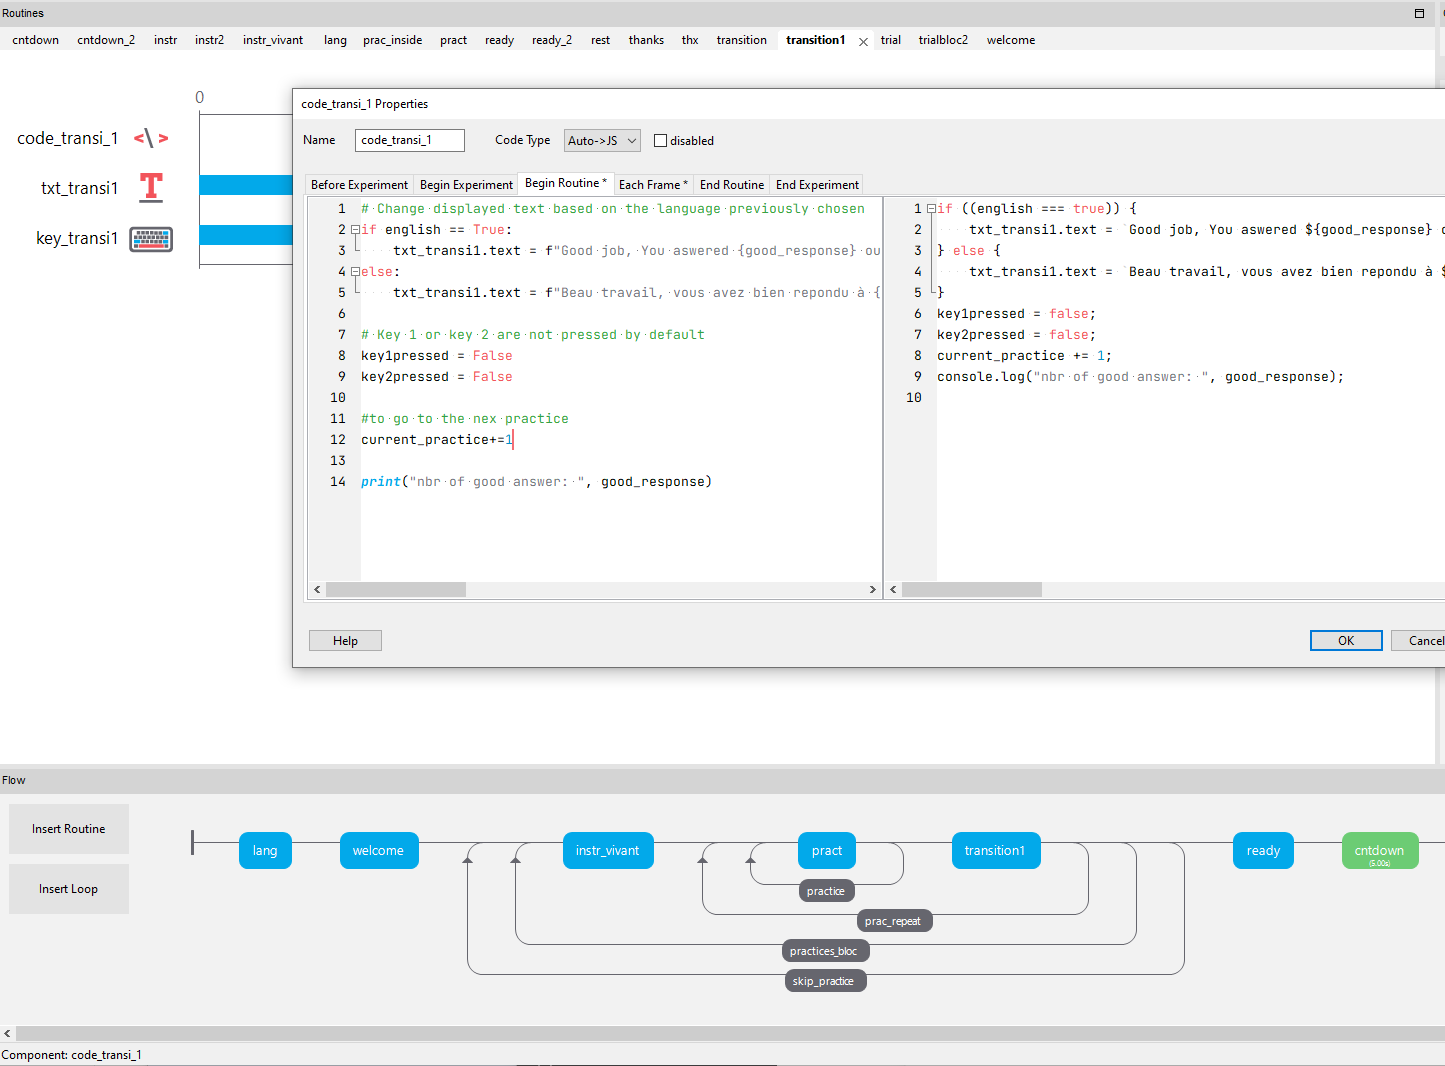 Routines
cntdown cntdown_2 instr instr2 instr_vivant lang prac_inside pract ready ready_2 rest thanks thx transition transition1 trial trialbloc2 welcome
0
code_transi_1
txt_transi1
key_transi1
code_transi_1 Properties
Name code_transi_1 Code Type Auto->JS disabled
Before Experiment Begin Experiment Begin Routine * Each Frame * End Routine End Experiment
1 # Change displayed text based on the language previously chosen
2 if english == True:
3 txt_transi1.text = f"Good job, You aswered {good_response} ou
4 else:
5 txt_transi1.text = f"Beau travail, vous avez bien repondu à {
6
7 # Key 1 or key 2 are not pressed by default
8 key1pressed = False
9 key2pressed = False
10
11 #to go to the nex practice
12 current_practice+=1
13
14 print("nbr of good answer: ", good_response)
1 if ((english === true)) {
2 txt_transi1.text = `Good job, You aswered ${good_response} o
3 } else {
4 txt_transi1.text = `Beau travail, vous avez bien repondu à $
5 }
6 key1pressed = false;
7 key2pressed = false;
8 current_practice += 1;
9 console.log("nbr of good answer: ", good_response);
10
Help OK Cancel
Flow
Insert Routine
Insert Loop
lang welcome instr_vivant pract transition1 ready cntdown
(5.00s)
practice
prac_repeat
practices_bloc
skip_practice
Component: code_transi_1